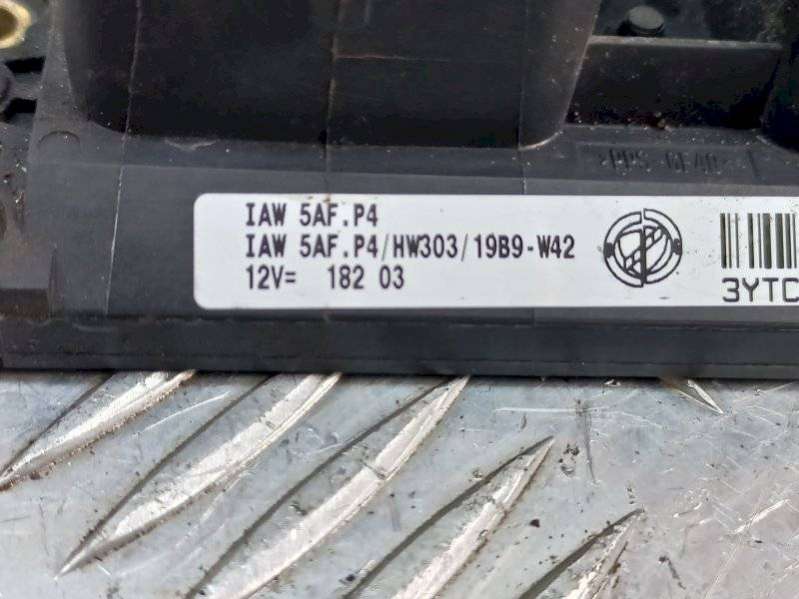 IAW 5AF.P4
IAW 5AF.P4/HW303/19B9-W42
12V= 182 03
3YTC